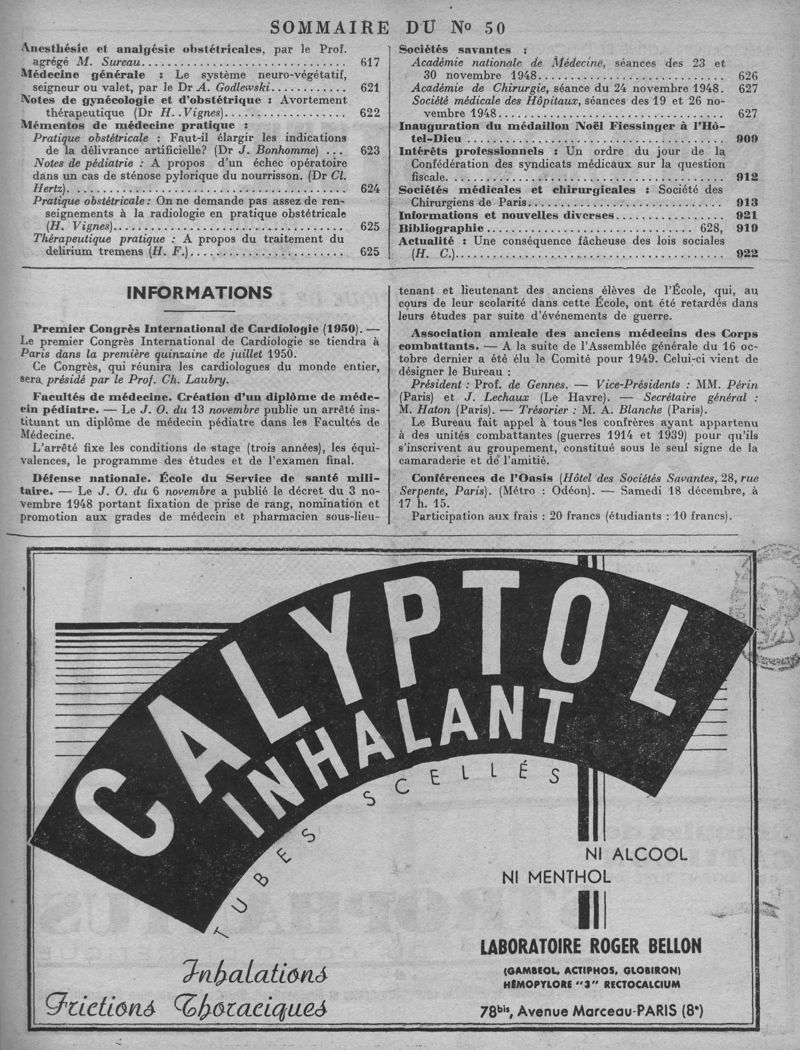 SOMMAIRE DU No 50
Anesthésie et analgésie obstétricales, par le Prof.
agrégé M. Sureau 617
Médecine générale : Le système neuro-végétatif,
seigneur ou valet, par le Dr A. Godlewski 621
Notes de gynécologie et d'obstétrique : Avortement
thérapeutique (Dr H. Vignes) 622
Mémentos de médecine pratique :
Pratique obstétricale : Faut-il élargir les indications
de la délivrance artificielle? (Dr J. Bonhomme) ... 623
Notes de pédiatrie : A propos d'un échec opératoire
dans un cas de sténose pylorique du nourrisson. (Dr Cl.
Hertz). 624
Pratique obstétricale : On ne demande pas assez de ren-
seignements à la radiologie en pratique obstétricale
(H. Vignes) 625
Thérapeutique pratique : A propos du traitement du
delirium tremens (H. F.) 625
Sociétés savantes :
Académie nationale de Médecine, séances des 23 et
30 novembre 1948 626
Académie de Chirurgie, séance du 24 novembre 1948. 627
Société médicale des Hôpitaux, séances des 19 et 26 no-
vembre 1948 627
Inauguration du médaillon Noël Fiessinger à l'Hô-
tel-Dieu 909
Intérêts professionnels : Un ordre du jour de la
Confédération des syndicats médicaux sur la question
fiscale. 912
Sociétés médicales et chirurgicales : Société des
Chirurgiens de Paris 913
Informations et nouvelles diverses 921
Bibliographie 628, 919
Actualité : Une conséquence fâcheuse des lois sociales
(H. C.) 922
INFORMATIONS
Premier Congrès International de Cardiologie (1950). —
Le premier Congrès International de Cardiologie se tiendra à
Paris dans la première quinzaine de juillet 1950.
Ce Congrès, qui réunira les cardiologues du monde entier,
sera présidé par le Prof. Ch. Laubry.
Facultés de médecine. Création d'un diplôme de méde-
cin pédiatre. — Le J. O. du 13 novembre publie un arrêté ins-
tituant un diplôme de médecin pédiatre dans les Facultés de
Médecine.
L'arrêté fixe les conditions de stage (trois années), les équi-
valences, le programme des études et de l'examen final.
Défense nationale. École du Service de santé mili-
taire. — Le J. O. du 6 novembre a publié le décret du 3 no-
vembre 1948 portant fixation de prise de rang, nomination et
promotion aux grades de médecin et pharmacien sous-lieu-
tenant et lieutenant des anciens élèves de l'École, qui, au
cours de leur scolarité dans cette École, ont été retardés dans
leurs études par suite d'événements de guerre.
Association amicale des anciens médecins des Corps
combattants. — A la suite de l'Assemblée générale du 16 oc-
tobre dernier a été élu le Comité pour 1949. Celui-ci vient de
désigner le Bureau :
Président : Prof. de Gennes. — Vice-Présidents : MM. Périn
(Paris) et J. Lechaux (Le Havre). — Secrétaire général :
M. Haton (Paris). — Trésorier : M. A. Blanche (Paris).
Le Bureau fait appel à tous les confrères ayant appartenu
à des unités combattantes (guerres 1914 et 1939) pour qu'ils
s'inscrivent au groupement, constitué sous le seul signe de la
camaraderie et de l'amitié.
Conférences de l'Oasis (Hôtel des Sociétés Savantes, 28, rue
Serpente, Paris). (Métro : Odéon). — Samedi 18 décembre, à
17 h. 15.
Participation aux frais : 20 francs (étudiants : 10 francs).
CALYPTOL
INHALANT
TUBES SCELLÉS
NI ALCOOL
NI MENTHOL
Inhalations
Frictions Thoraciques
LABORATOIRE ROGER BELLON
(GAMBEOL, ACTIPHOS, GLOBIRON)
HÉMOPYLORE "3" RECTOCALCIUM
78bis, Avenue Marceau-PARIS (8e)